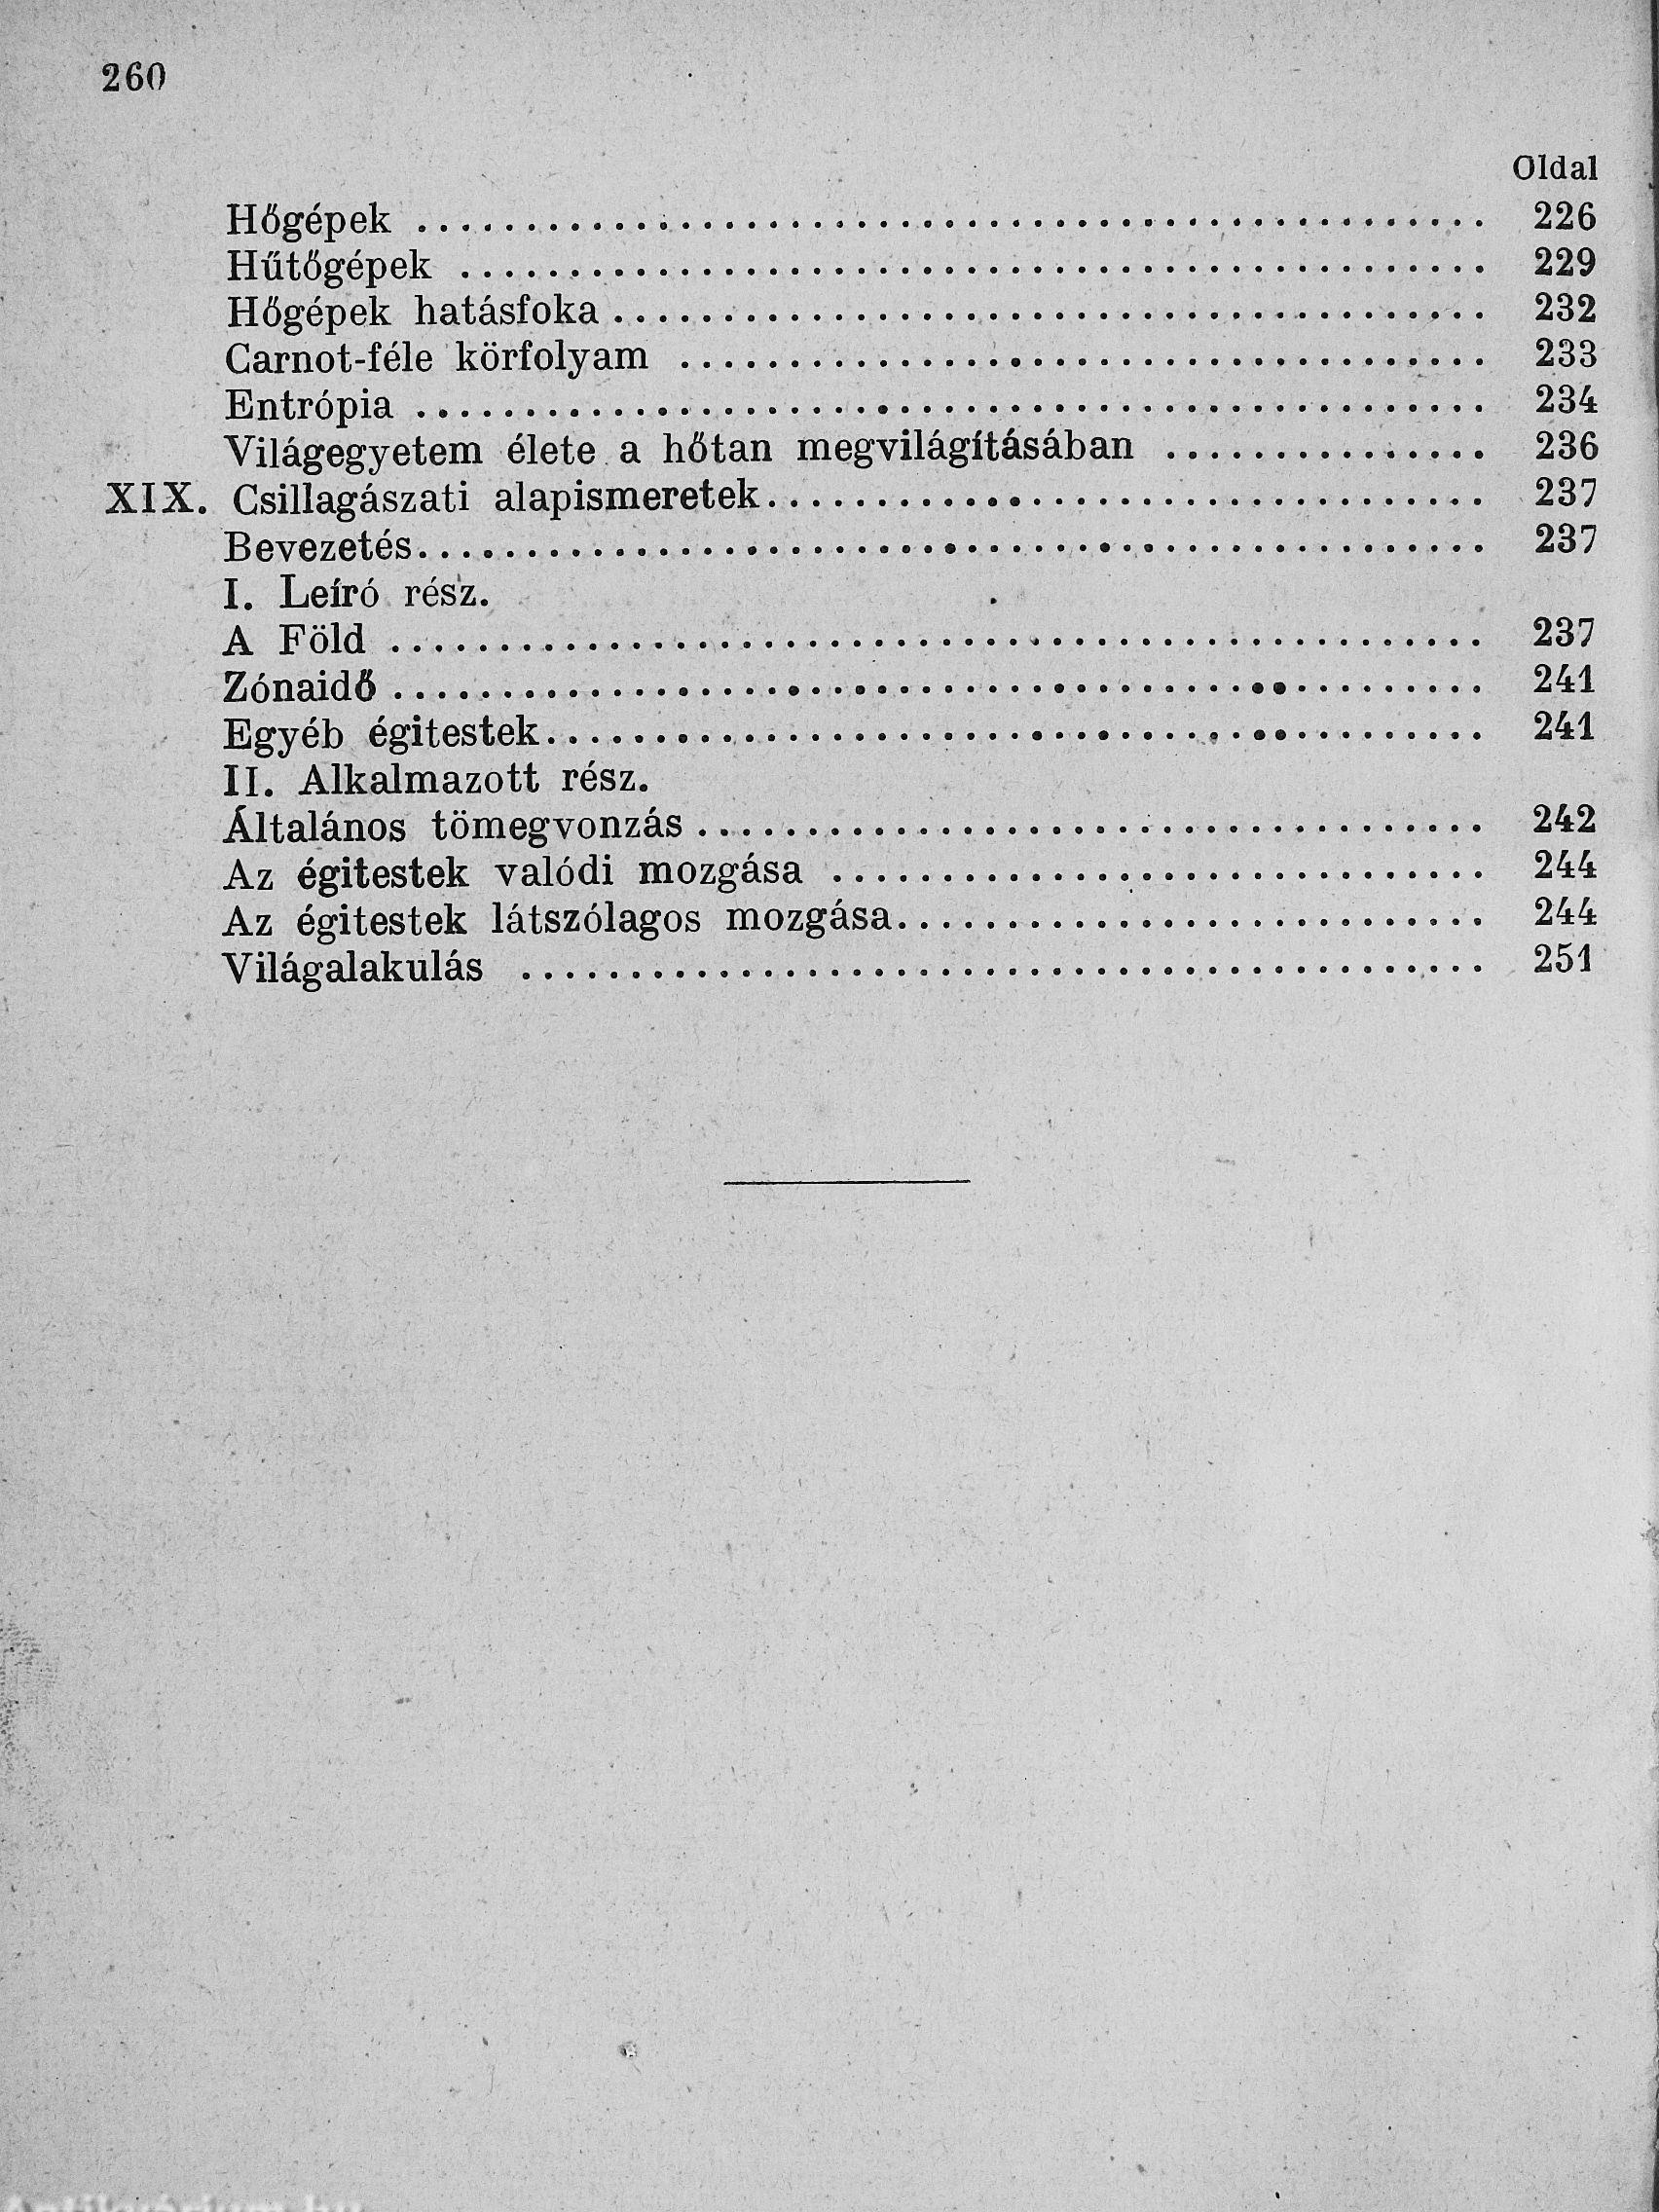 260
Oldal
Hőgépek ................................................. 226
Hűtőgépek ............................................... 229
Hőgépek hatásfoka ........................................ 232
Carnot-féle körfolyam ..................................... 233
Entrópia ................................................. 234
Világegyetem élete a hőtan megvilágításában ............... 236
XIX. Csillagászati alapismeretek ................................. 237
Bevezetés ................................................. 237
I. Leíró rész.
A Föld .................................................. 237
Zónaidő .................................................. 241
Egyéb égitestek ........................................... 241
II. Alkalmazott rész.
Általános tömegvonzás .................................... 242
Az égitestek valódi mozgása .............................. 244
Az égitestek látszólagos mozgása ........................... 244
Világalakulás ............................................ 251